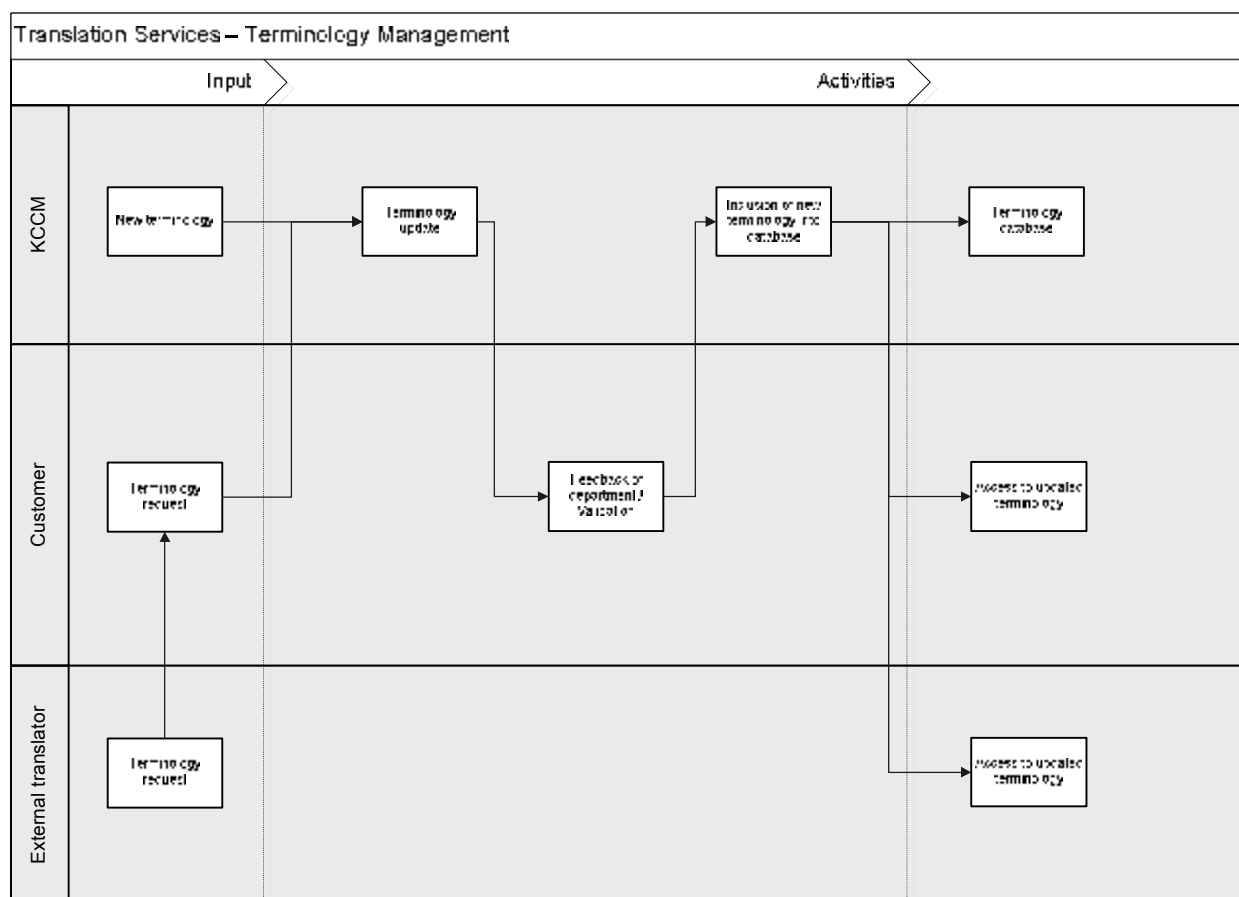 Translation Services – Terminology Management
Input
Activities
KCCM
New terminology
Terminology
update
Inclusion of new
terminology into
database
Terminology
database
Customer
Terminology
request
Feedback of
department /
Validation
Access to updated
terminology
External translator
Terminology
request
Access to updated
terminology